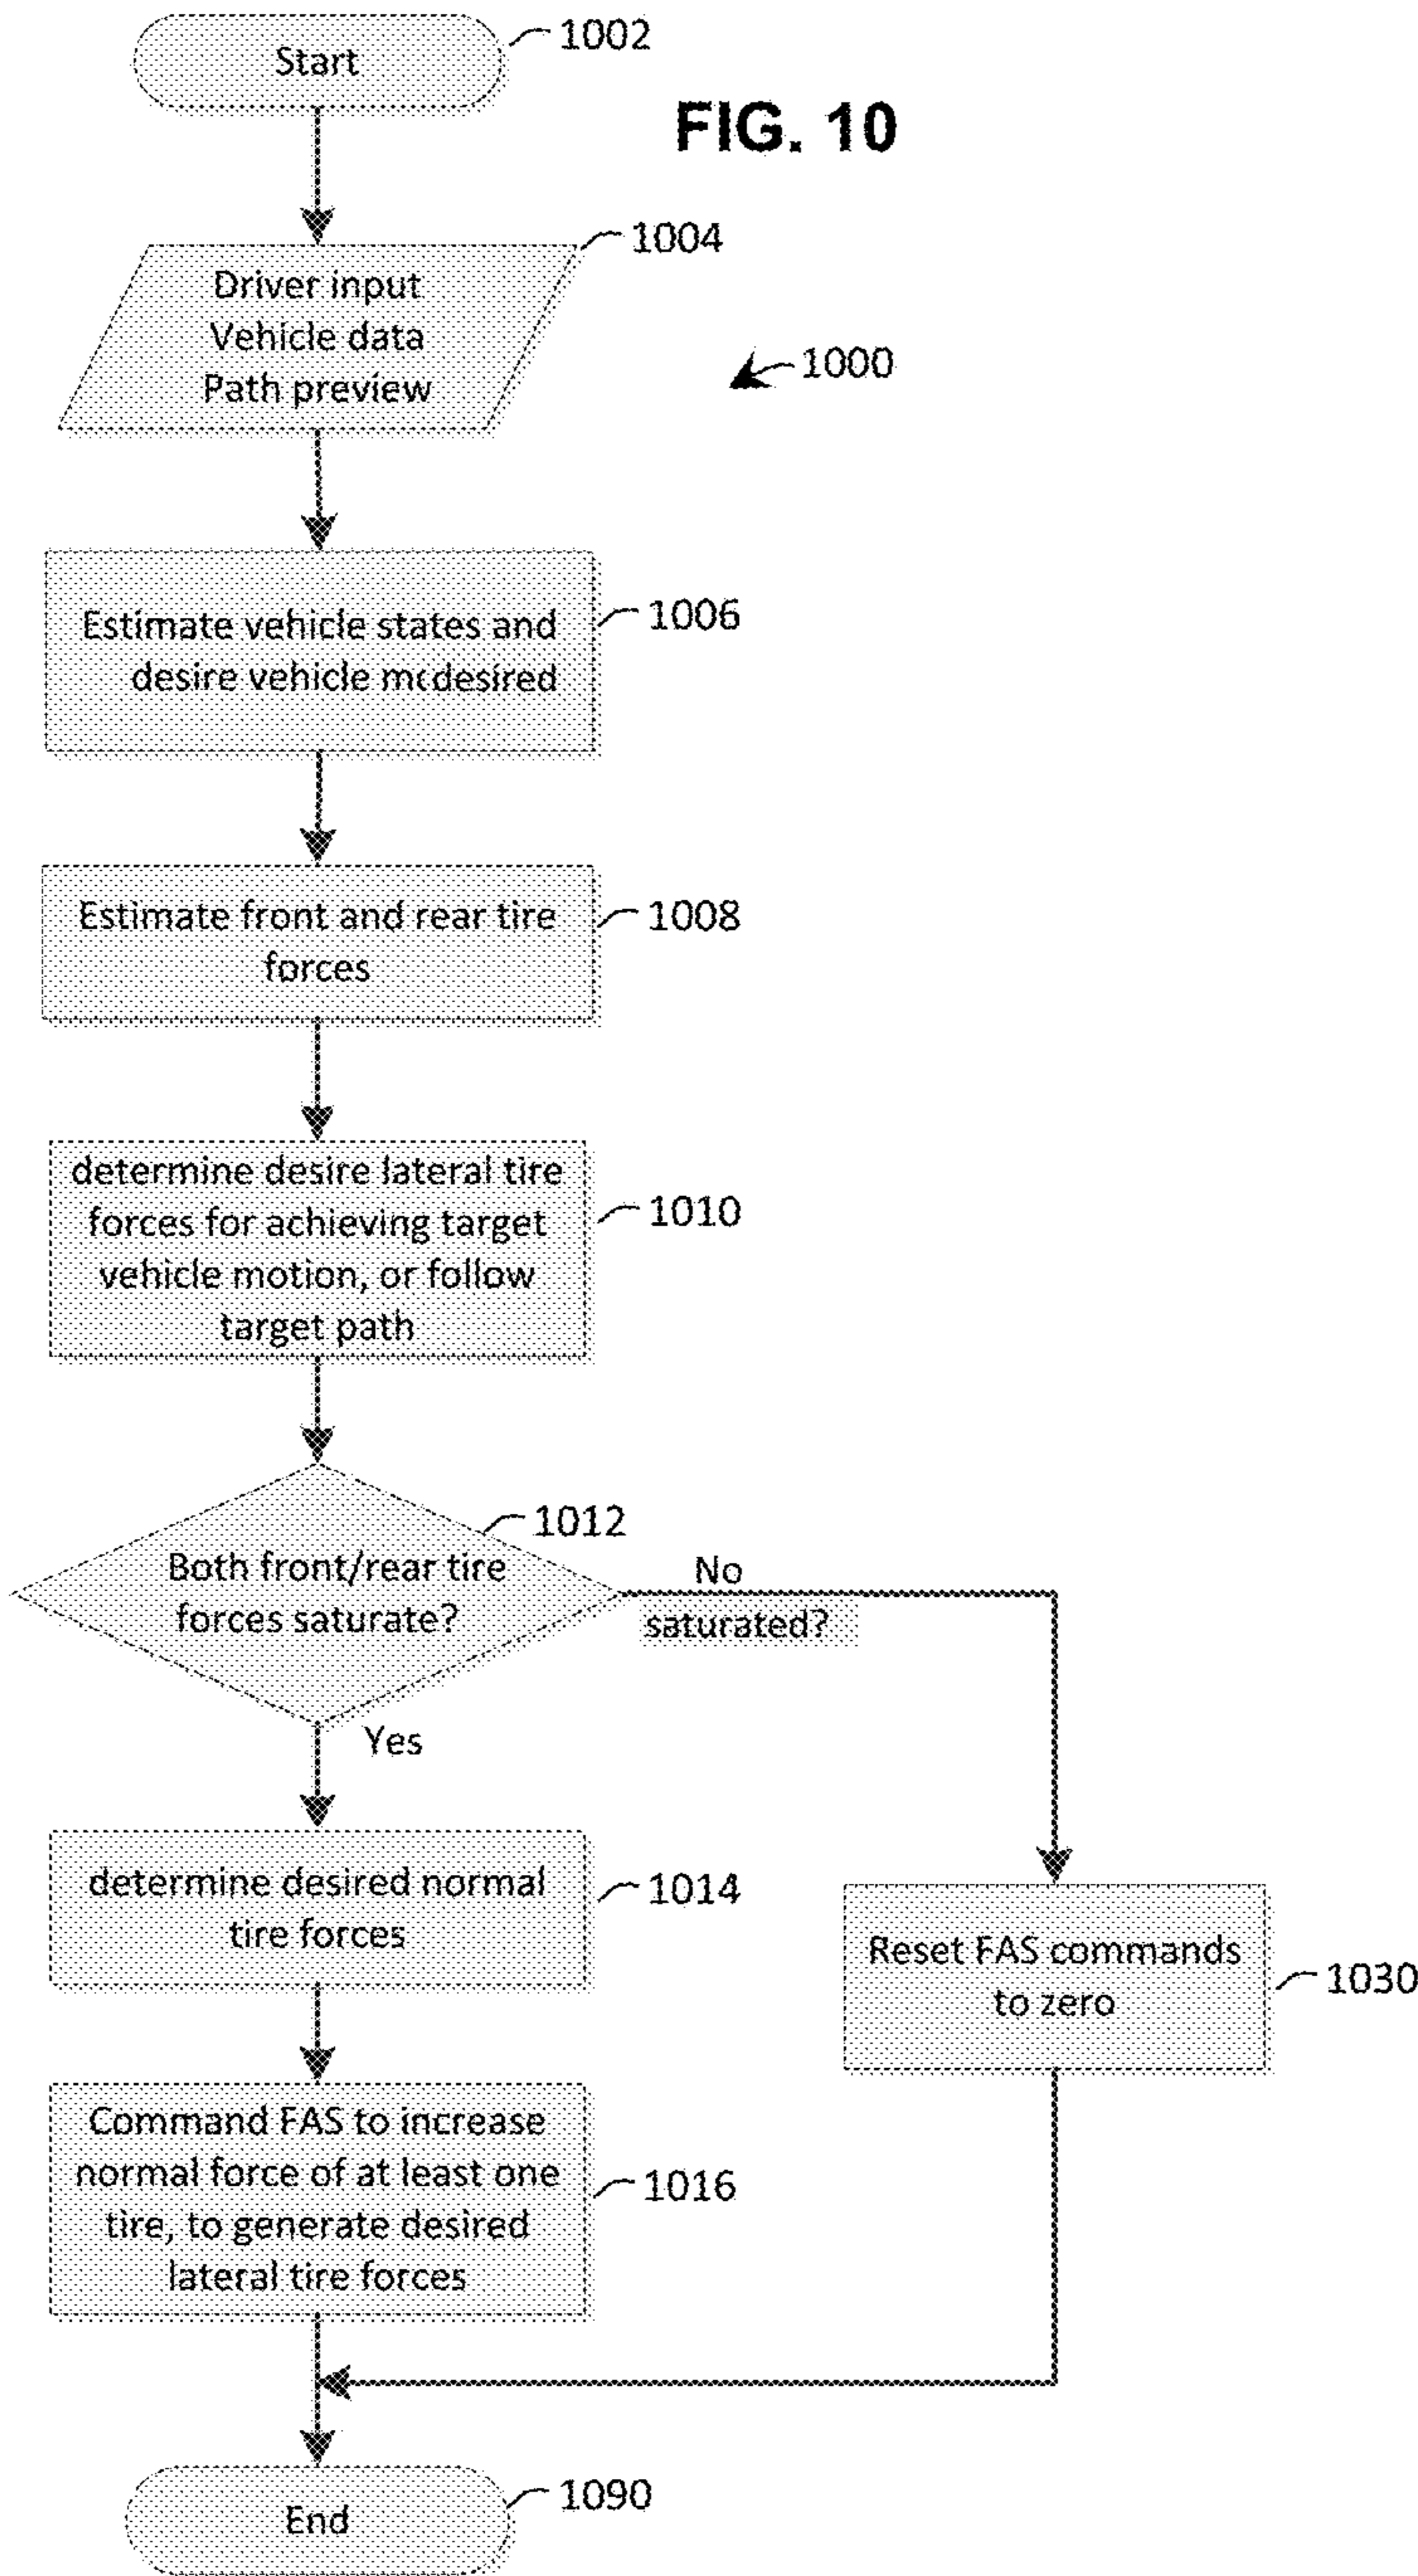 Start
1002
FIG. 10
1004
Driver input
Vehicle data
Path preview
1000
Estimate vehicle states and
desire vehicle mo desired
1006
Estimate front and rear tire
forces
1008
determine desire lateral tire
forces for achieving target
vehicle motion, or follow
target path
1010
1012
Both front/rear tire
forces saturate?
No
saturated?
Yes
determine desired normal
tire forces
1014
Reset FAS commands
to zero
1030
Command FAS to increase
normal force of at least one
tire, to generate desired
lateral tire forces
1016
End
1090